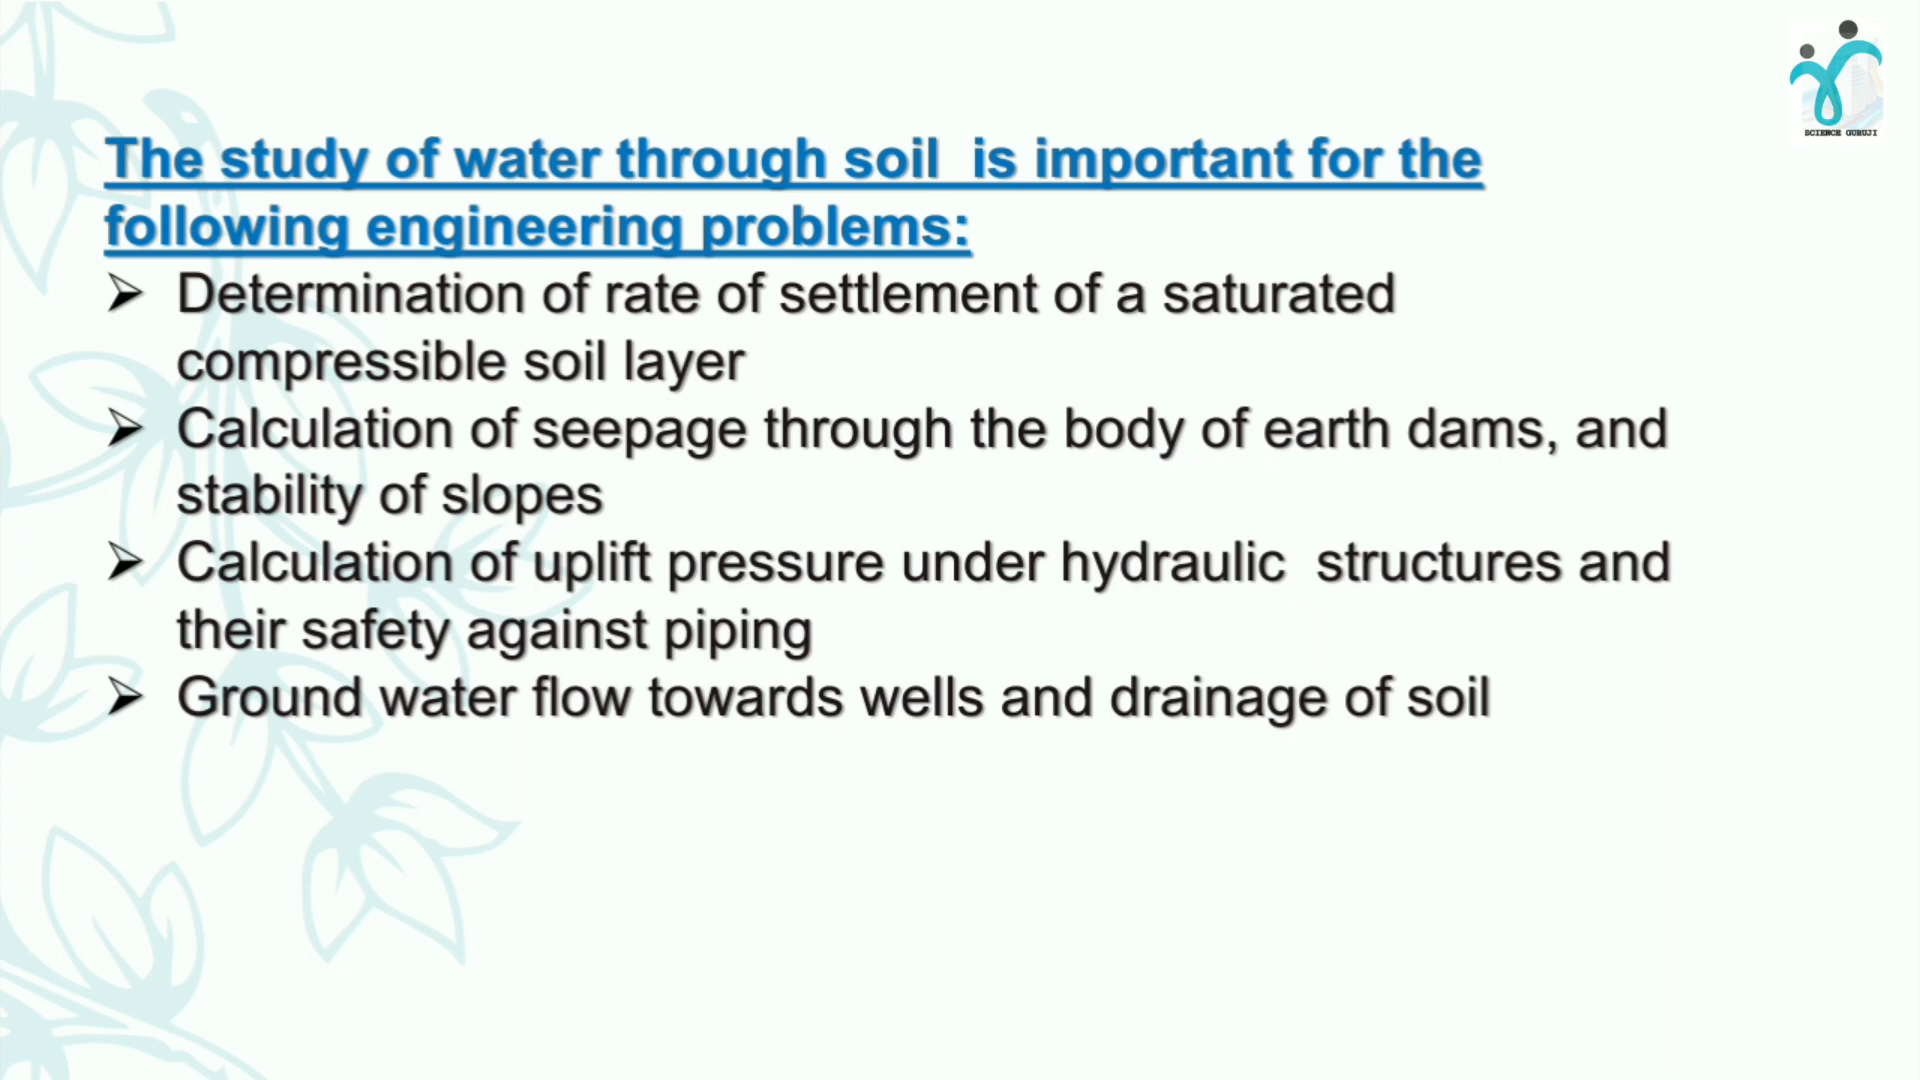 SCIENCE GURUJI
The study of water through soil  is important for the
following engineering problems:
➢ Determination of rate of settlement of a saturated
compressible soil layer
➢ Calculation of seepage through the body of earth dams, and
stability of slopes
➢ Calculation of uplift pressure under hydraulic  structures and
their safety against piping
➢ Ground water flow towards wells and drainage of soil